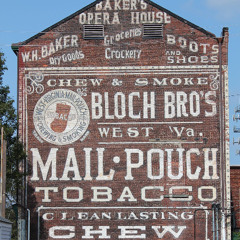 BAKER'S
OPERA HOUSE
W.H. BAKER
Groceries
BOOTS
Dry Goods
Crockery
AND
SHOES
CHEW & SMOKE
BLOCH BRO'S
WEST Va.
MAIL·POUCH
TOBACCO
CLEAN LASTING
CHEW